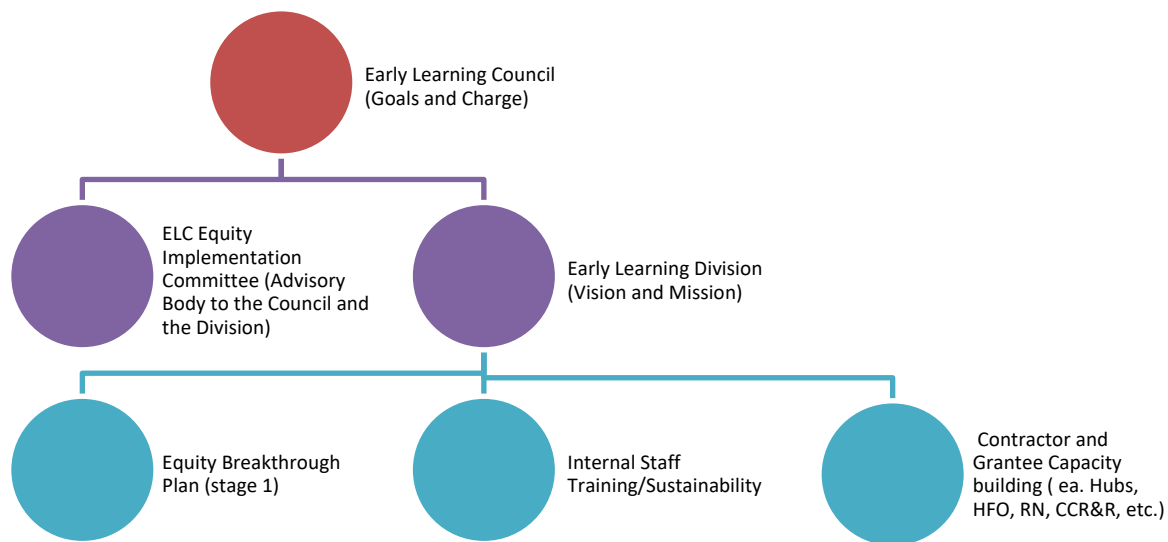 Early Learning Council
(Goals and Charge)
ELC Equity
Implementation
Committee (Advisory
Body to the Council and
the Division)
Early Learning Division
(Vision and Mission)
Equity Breakthrough
Plan (stage 1)
Internal Staff
Training/Sustainability
Contractor and
Grantee Capacity
building ( ea. Hubs,
HFO, RN, CCR&R, etc.)